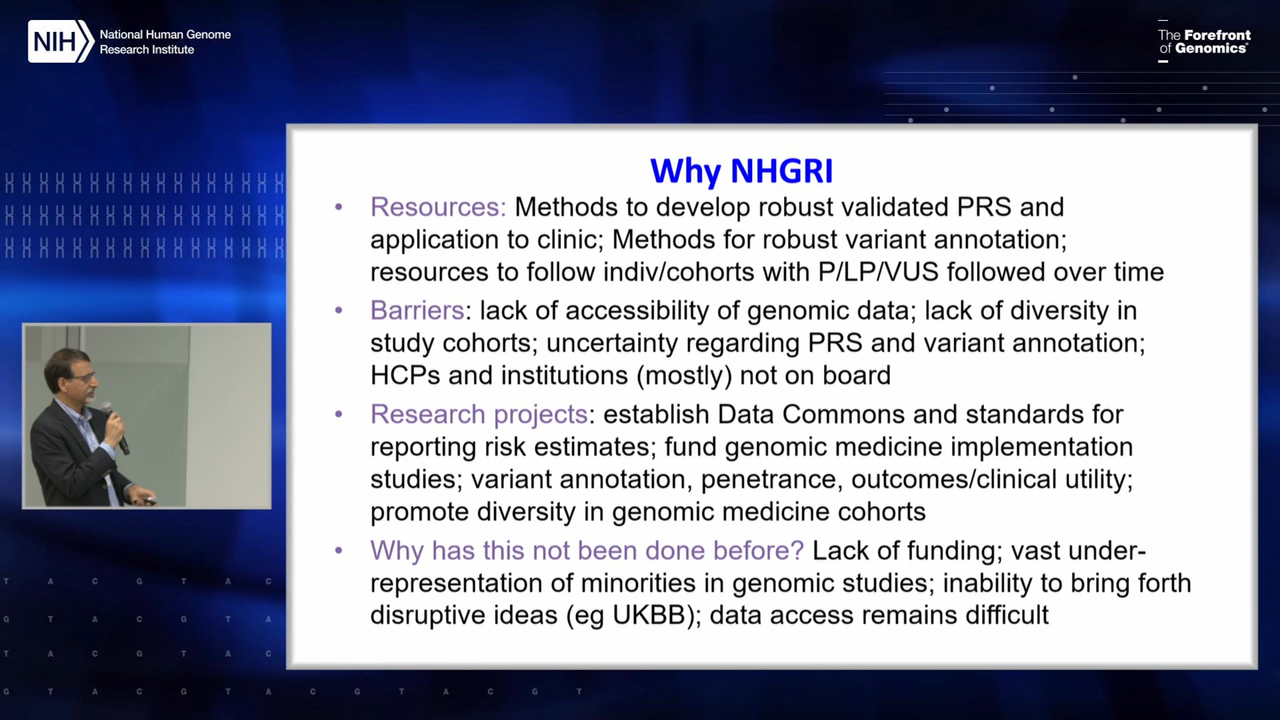 NIH National Human Genome
Research Institute
The Forefront
of Genomics®
Why NHGRI
• Resources: Methods to develop robust validated PRS and
application to clinic; Methods for robust variant annotation;
resources to follow indiv/cohorts with P/LP/VUS followed over time
• Barriers: lack of accessibility of genomic data; lack of diversity in
study cohorts; uncertainty regarding PRS and variant annotation;
HCPs and institutions (mostly) not on board
• Research projects: establish Data Commons and standards for
reporting risk estimates; fund genomic medicine implementation
studies; variant annotation, penetrance, outcomes/clinical utility;
promote diversity in genomic medicine cohorts
• Why has this not been done before? Lack of funding; vast under-
representation of minorities in genomic studies; inability to bring forth
disruptive ideas (eg UKBB); data access remains difficult
T A C G T A C
G T A C G T A
T A C G T A C
G T A C G T A C G T A C G T